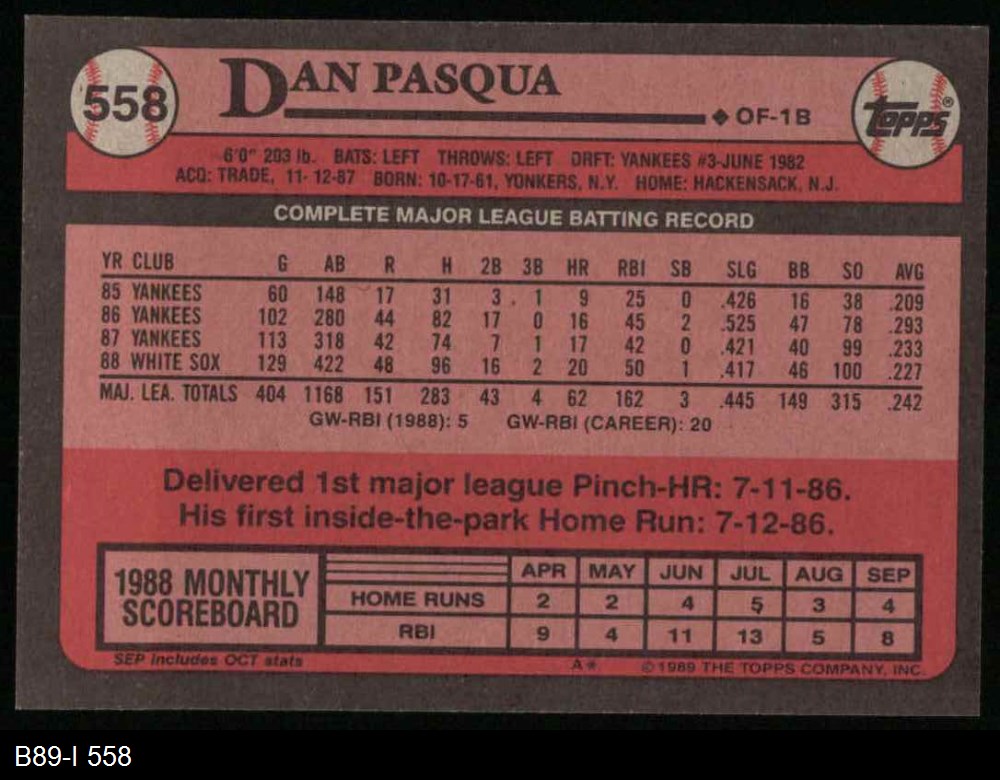 558
DAN PASQUA
◆ OF-1B
TOPPS®
6'0" 203 lb. BATS: LEFT THROWS: LEFT DRFT: YANKEES #3-JUNE 1982
ACQ: TRADE, 11-12-87 BORN: 10-17-61, YONKERS, N.Y. HOME: HACKENSACK, N.J.
COMPLETE MAJOR LEAGUE BATTING RECORD
YR CLUB G AB R H 2B 3B HR RBI SB SLG BB SO AVG
85 YANKEES 60 148 17 31 3 1 9 25 0 .426 16 38 .209
86 YANKEES 102 280 44 82 17 0 16 45 2 .525 47 78 .293
87 YANKEES 113 318 42 74 7 1 17 42 0 .421 40 99 .233
88 WHITE SOX 129 422 48 96 16 2 20 50 1 .417 46 100 .227
MAJ. LEA. TOTALS 404 1168 151 283 43 4 62 162 3 .445 149 315 .242
GW-RBI (1988): 5 GW-RBI (CAREER): 20
Delivered 1st major league Pinch-HR: 7-11-86.
His first inside-the-park Home Run: 7-12-86.
1988 MONTHLY
SCOREBOARD
APR MAY JUN JUL AUG SEP
HOME RUNS 2 2 4 5 3 4
RBI 9 4 11 13 5 8
SEP Includes OCT stats
A* ©1989 THE TOPPS COMPANY, INC.
B89-I 558